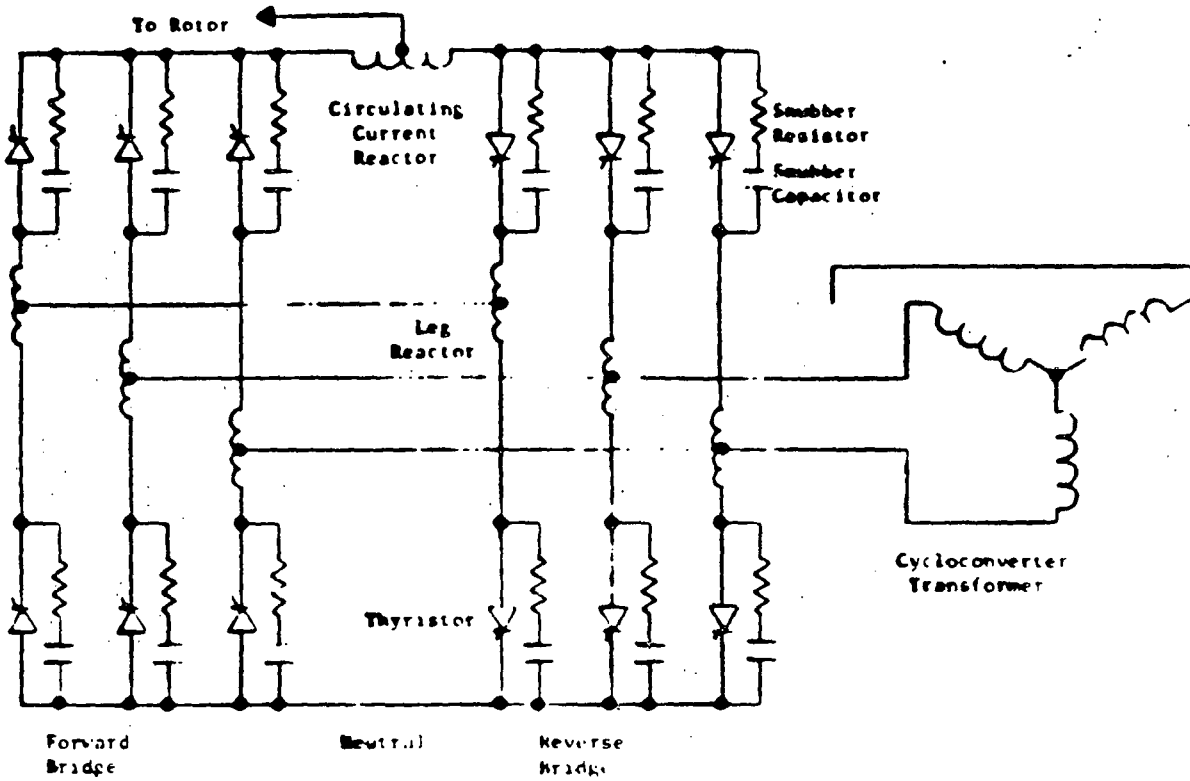 To Rotor
Circulating
Current
Reactor
Snubber
Resistor
Snubber
Capacitor
Leg
Reactor
Cycloconverter
Transformer
Thyristor
Forward
Bridge
Neutral
Reverse
Bridge